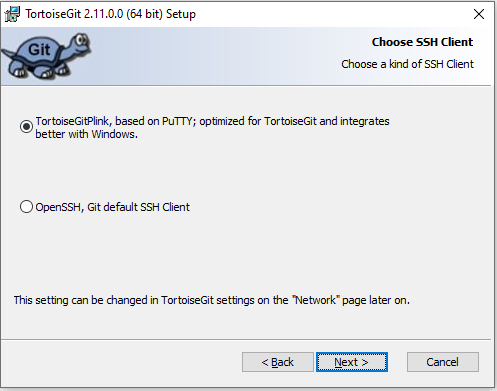 TortoiseGit 2.11.0.0 (64 bit) Setup
Git
Choose SSH Client
Choose a kind of SSH Client
TortoiseGitPlink, based on PuTTY; optimized for TortoiseGit and integrates
better with Windows.
OpenSSH, Git default SSH Client
This setting can be changed in TortoiseGit settings on the "Network" page later on.
< Back Next > Cancel